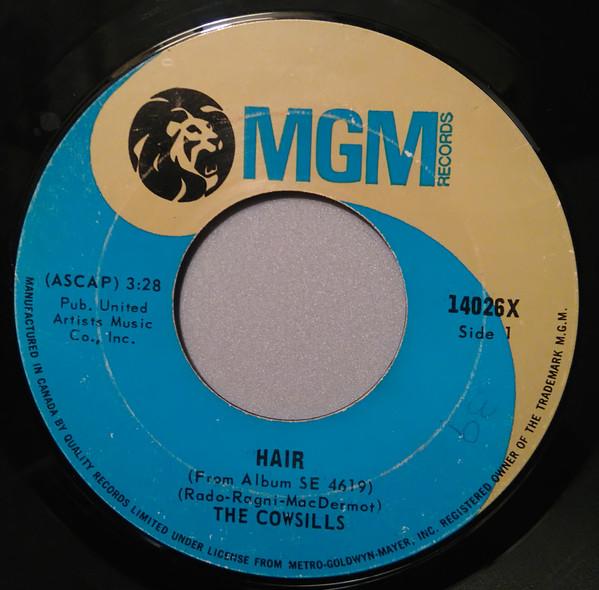 MGM
RECORDS
(ASCAP) 3:28
Pub. United
Artists Music
Co., Inc.
14026X
Side 1
HAIR
(From Album SE 4619)
(Rado-Ragni-MacDermot)
THE COWSILLS
MANUFACTURED IN CANADA BY QUALITY RECORDS LIMITED UNDER LICENSE FROM METRO-GOLDWYN-MAYER, INC. REGISTERED OWNER OF THE TRADEMARK M.G.M.